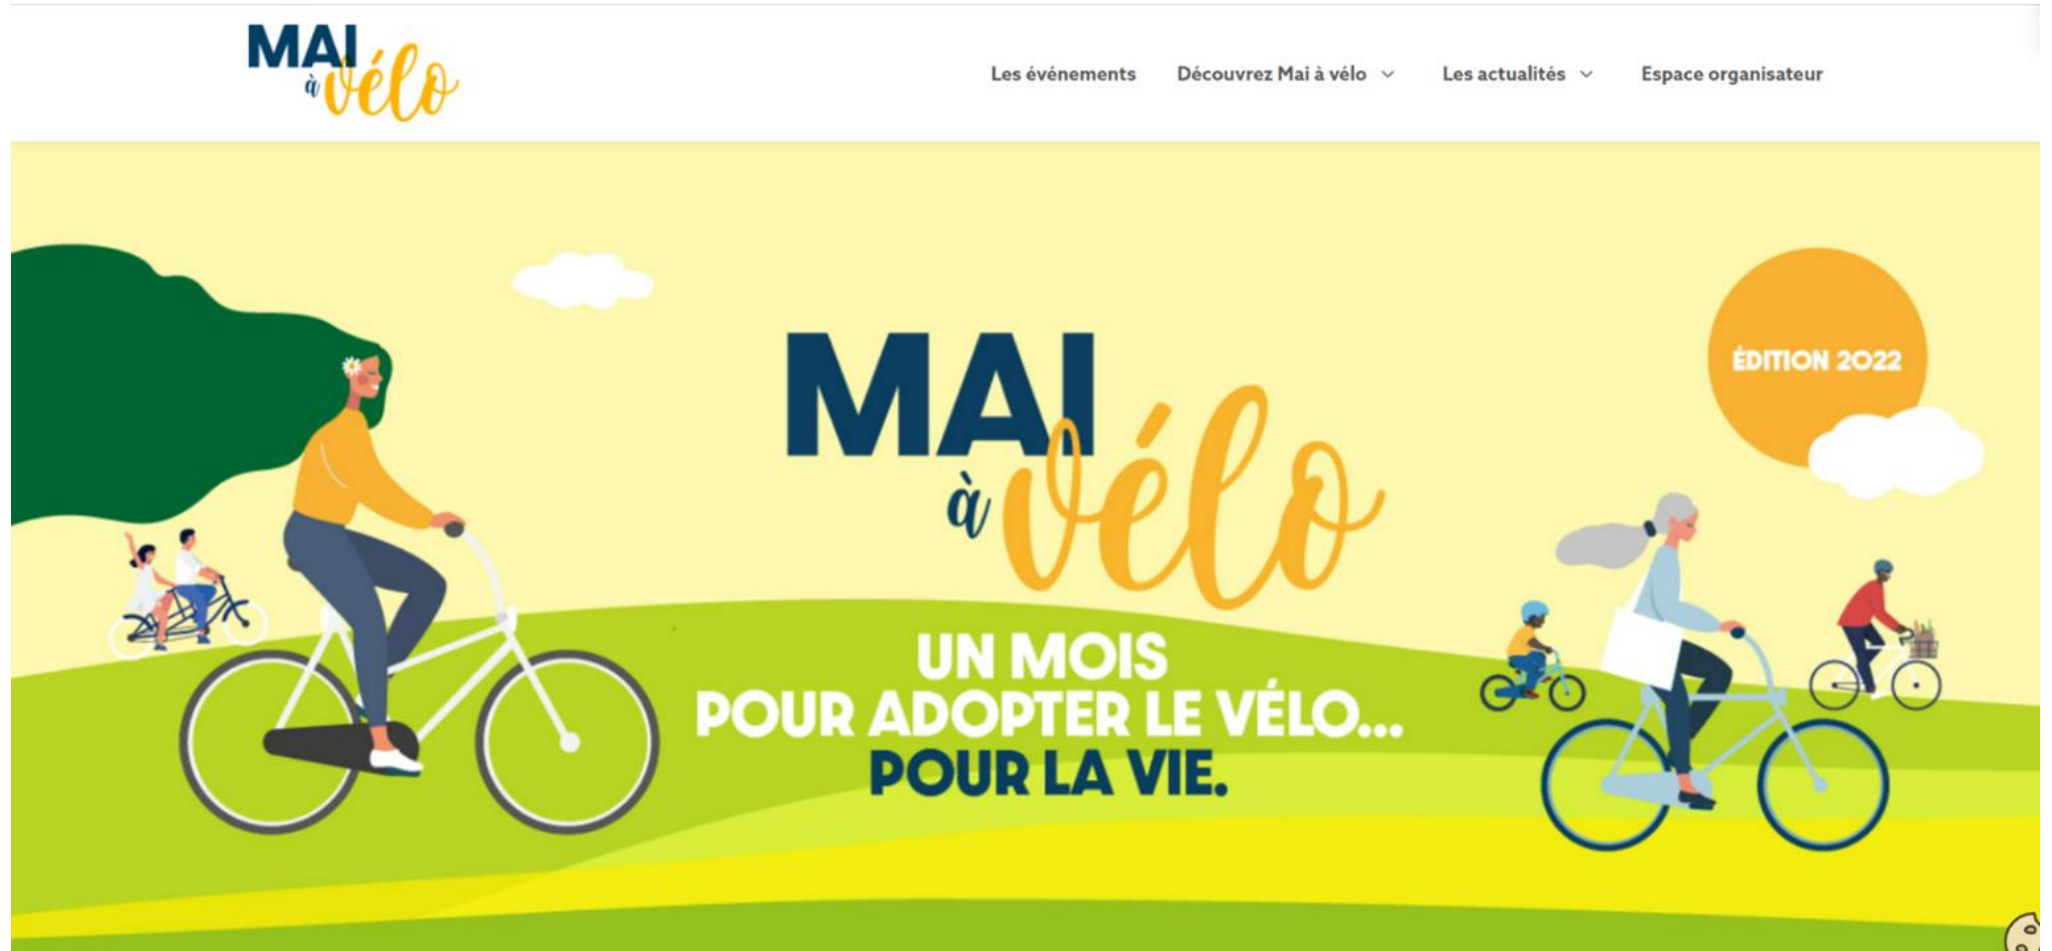 MAI
à vélo
Les événements Découvrez Mai à vélo Les actualités Espace organisateur
ÉDITION 2022
MAI
à vélo
UN MOIS
POUR ADOPTER LE VÉLO...
POUR LA VIE.